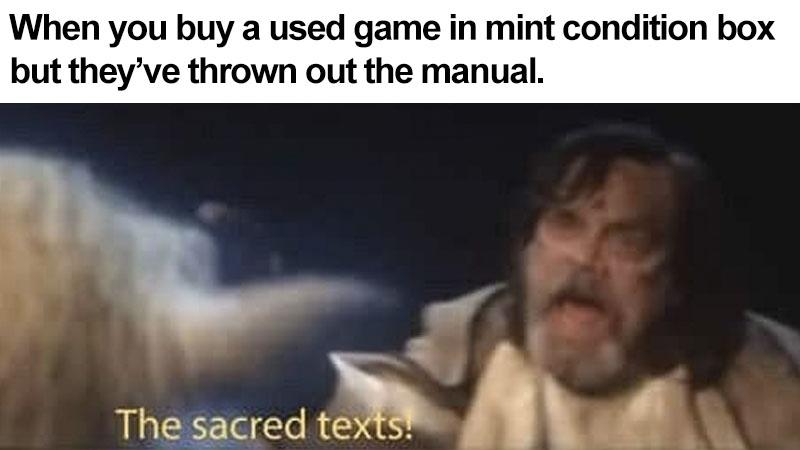 When you buy a used game in mint condition box
but they've thrown out the manual.
The sacred texts!